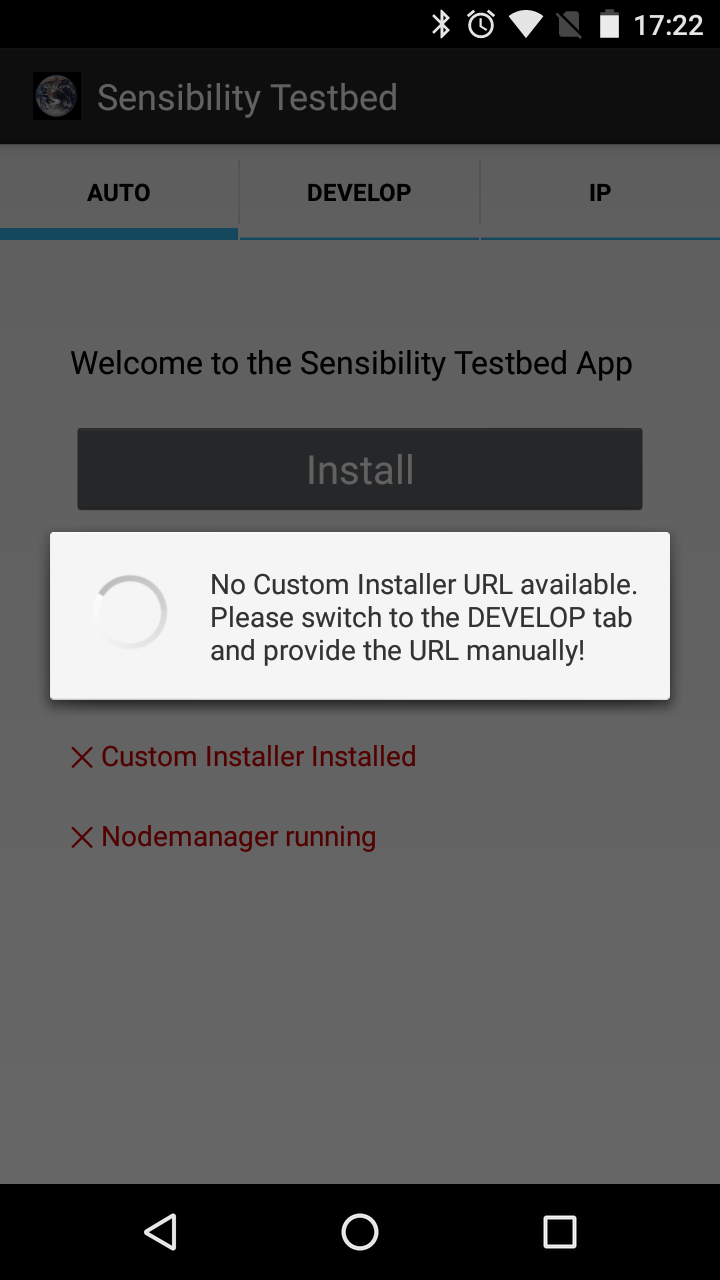 17:22
Sensibility Testbed
AUTO
DEVELOP
IP
Welcome to the Sensibility Testbed App
Install
No Custom Installer URL available.
Please switch to the DEVELOP tab
and provide the URL manually!
Custom Installer Installed
Nodemanager running